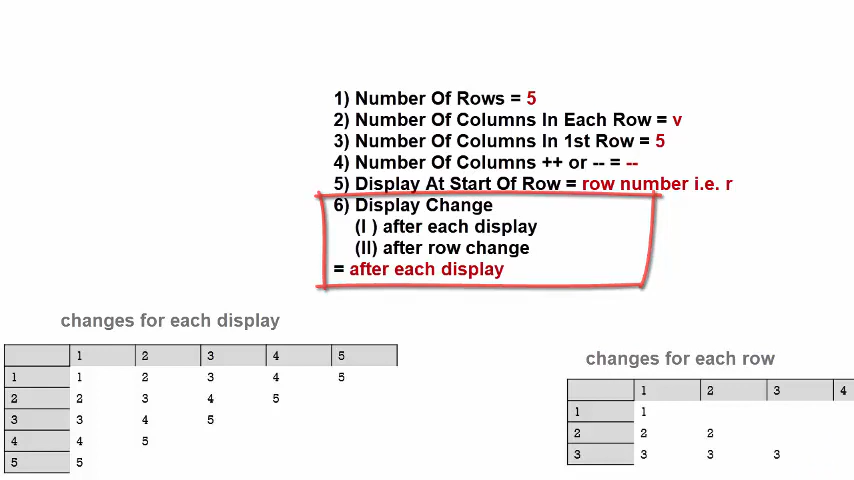 1) Number Of Rows = 5
2) Number Of Columns In Each Row = v
3) Number Of Columns In 1st Row = 5
4) Number Of Columns ++ or -- = --
5) Display At Start Of Row = row number i.e. r
6) Display Change
(I ) after each display
(II) after row change
= after each display
changes for each display
1 2 3 4 5
1 1 2 3 4 5
2 2 3 4 5
3 3 4 5
4 4 5
5 5
changes for each row
1 2 3 4
1 1
2 2 2
3 3 3 3